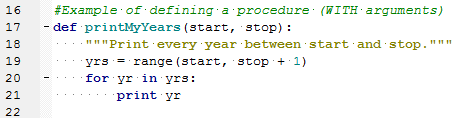 16 #Example of defining a procedure (WITH arguments)
17 def printMyYears(start, stop):
18     """Print every year between start and stop."""
19     yrs = range(start, stop + 1)
20     for yr in yrs:
21         print yr
22